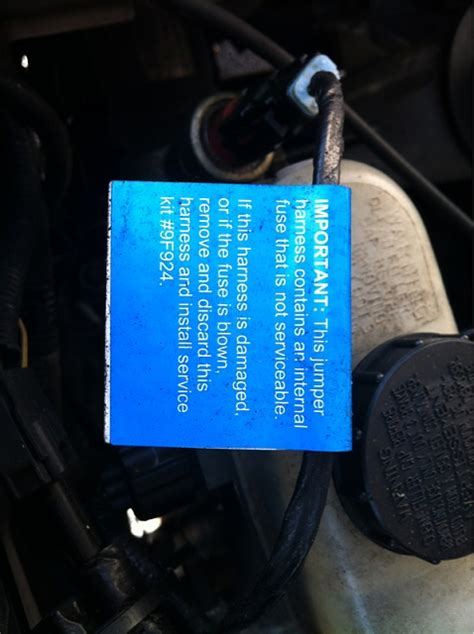 IMPORTANT: This jumper
harness contains an internal
fuse that is not serviceable.
If this harness is damaged,
or if the fuse is blown,
remove and discard this
harness and install service
kit #9F924.
WARNING